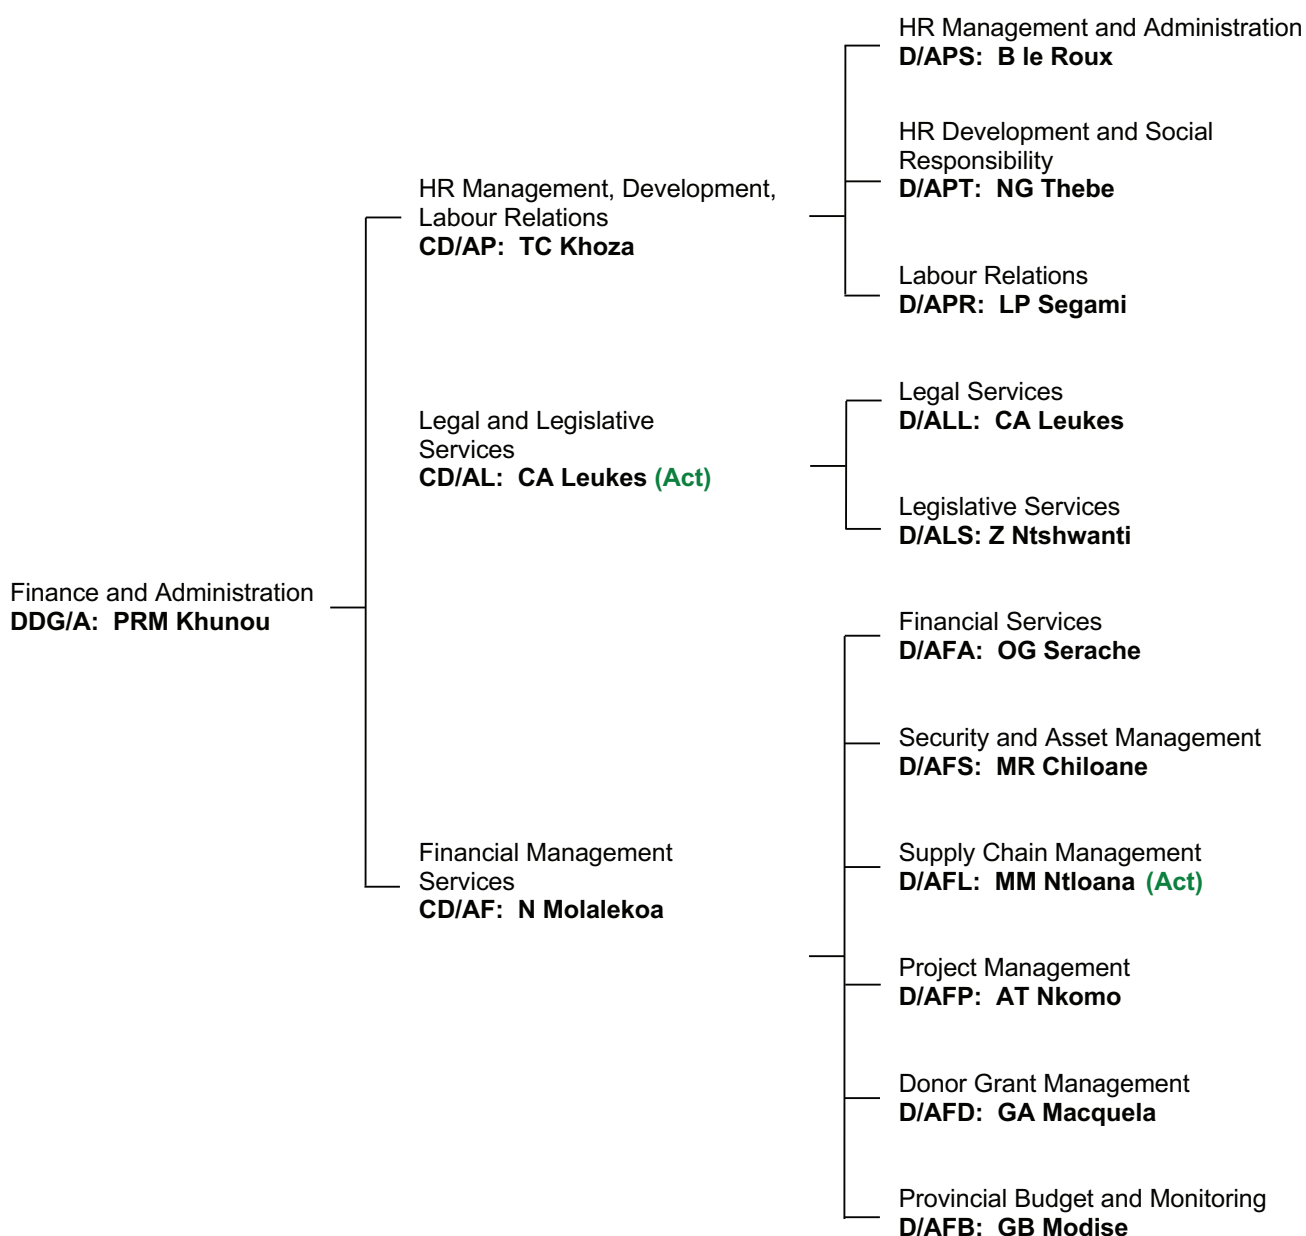 Finance and Administration
DDG/A: PRM Khunou
HR Management, Development,
Labour Relations
CD/AP: TC Khoza
HR Management and Administration
D/APS: B le Roux
HR Development and Social
Responsibility
D/APT: NG Thebe
Labour Relations
D/APR: LP Segami
Legal and Legislative
Services
CD/AL: CA Leukes (Act)
Legal Services
D/ALL: CA Leukes
Legislative Services
D/ALS: Z Ntshwanti
Financial Management
Services
CD/AF: N Molalekoa
Financial Services
D/AFA: OG Serache
Security and Asset Management
D/AFS: MR Chiloane
Supply Chain Management
D/AFL: MM Ntloana (Act)
Project Management
D/AFP: AT Nkomo
Donor Grant Management
D/AFD: GA Macquela
Provincial Budget and Monitoring
D/AFB: GB Modise